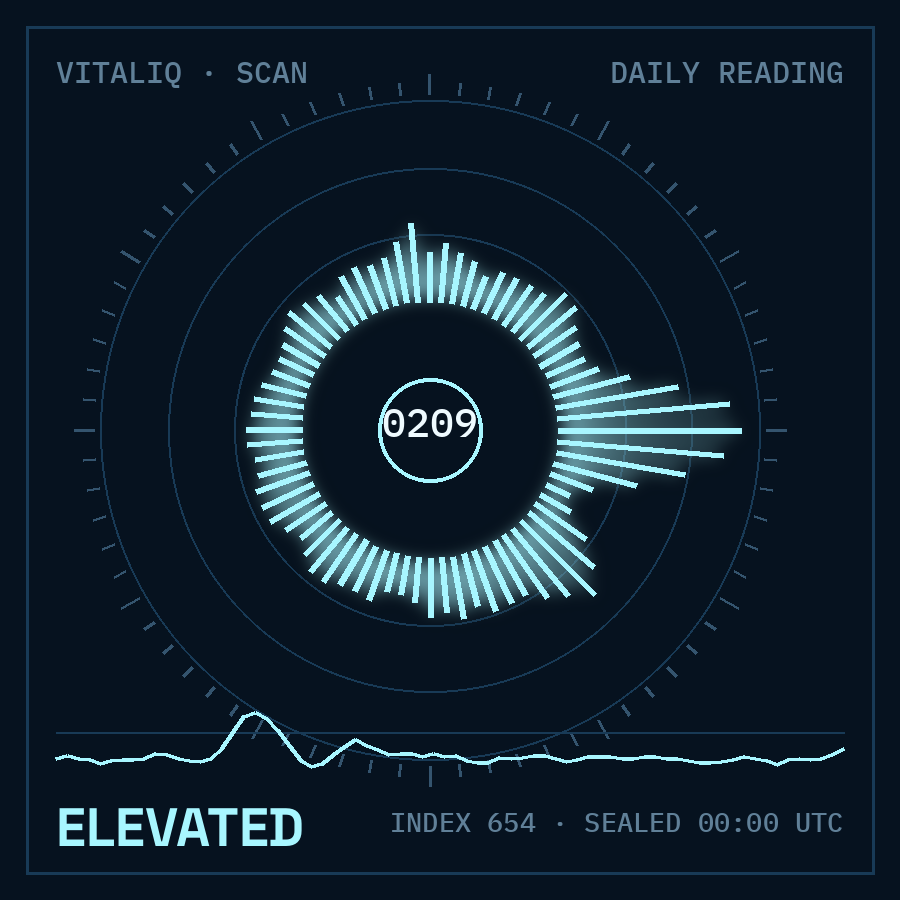 VITALIQ · SCAN
DAILY READING
0209
ELEVATED
INDEX 654 · SEALED 00:00 UTC